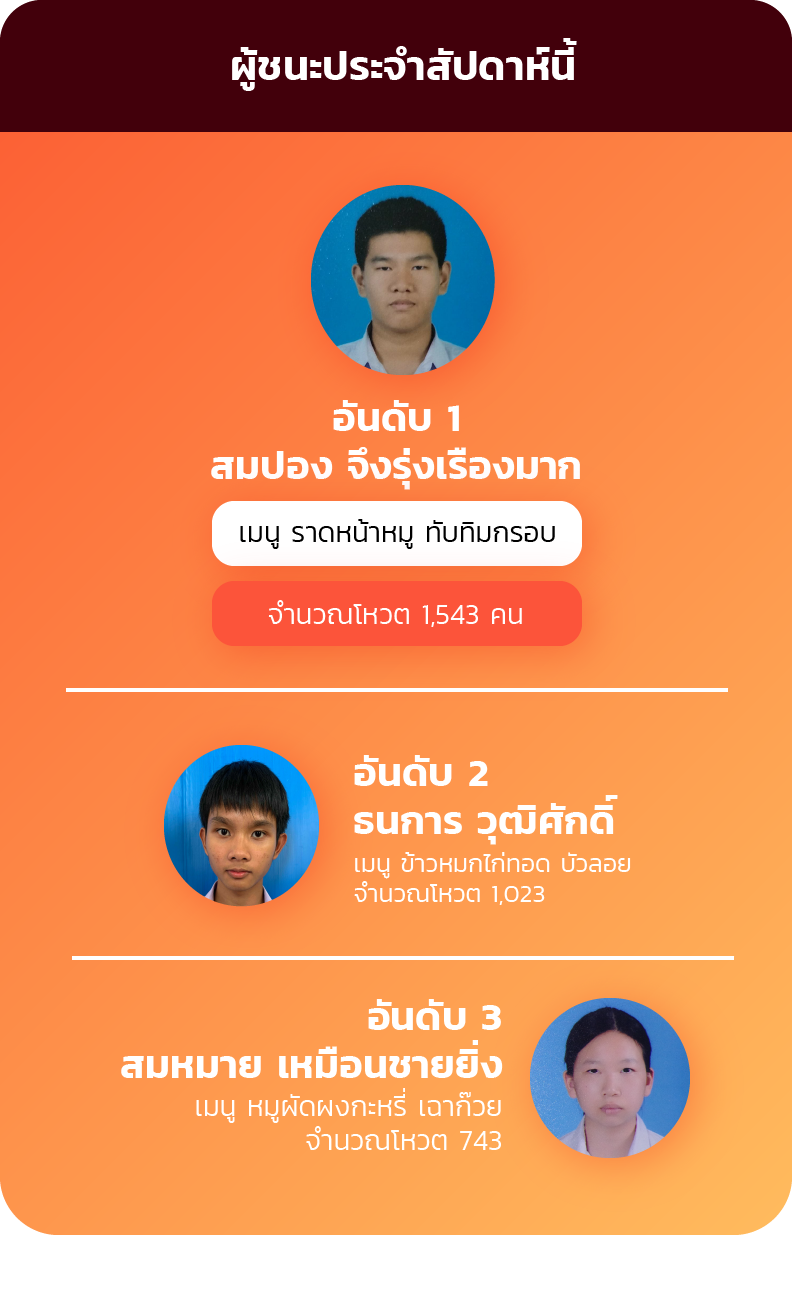 ผู้ชนะประจำสัปดาห์นี้
อันดับ 1
สมปอง จึงรุ่งเรืองมาก
เมนู ราดหน้าหมู ทับทิมกรอบ
จำนวณโหวต 1,543 คน
อันดับ 2
ธนการ วุฒิศักดิ์
เมนู ข้าวหมกไก่ทอด บัวลอย
จำนวณโหวต 1,023
อันดับ 3
สมหมาย เหมือนชายยิ่ง
เมนู หมูผัดผงกะหรี่ เฉาก๊วย
จำนวณโหวต 743